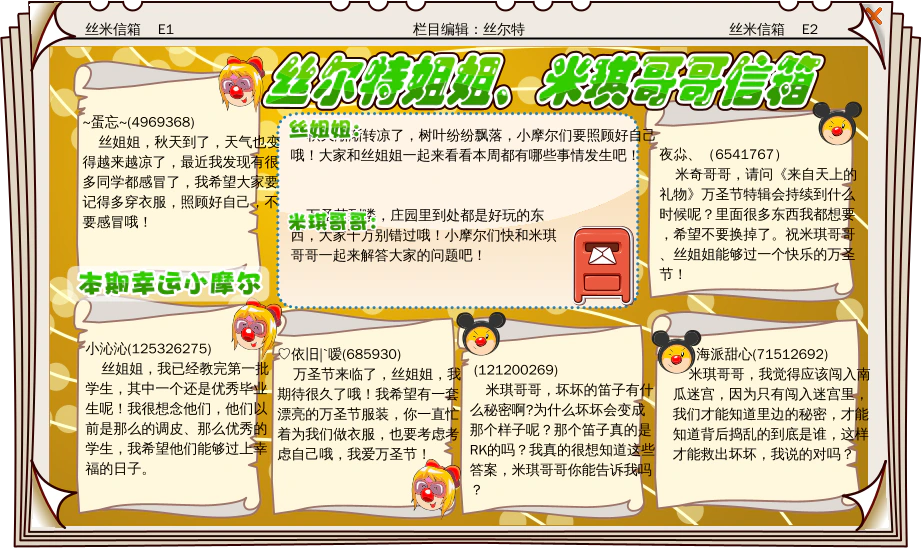 丝米信箱 E1
栏目编辑：丝尔特
丝米信箱 E2
丝尔特姐姐、米琪哥哥信箱
~蛋忘~(4969368)
丝姐姐，秋天到了，天气也变
得越来越凉了，最近我发现有很
多同学都感冒了，我希望大家要
记得多穿衣服，照顾好自己，不
要感冒哦！
丝姐姐：
转凉了，树叶纷纷飘落，小摩尔们要照顾好自己
哦！大家和丝姐姐一起来看看本周都有哪些事情发生吧！
米琪哥哥：
万圣节到喽，庄园里到处都是好玩的东
西，大家千万别错过哦！小摩尔们快和米琪
哥哥一起来解答大家的问题吧！
夜尛、（6541767）
米奇哥哥，请问《来自天上的
礼物》万圣节特辑会持续到什么
时候呢？里面很多东西我都想要
，希望不要换掉了。祝米琪哥哥
、丝姐姐能够过一个快乐的万圣
节！
本期幸运小摩尔
小沁沁(125326275)
丝姐姐，我已经教完第一批
学生，其中一个还是优秀毕业
生呢！我很想念他们，他们以
前是那么的调皮、那么优秀的
学生，我希望他们能够过上幸
福的日子。
♡依旧|`嗳(685930)
万圣节来临了，丝姐姐，我
期待很久了哦！我希望有一套
漂亮的万圣节服装，你一直忙
着为我们做衣服，也要考虑考
虑自己哦，我爱万圣节！
(121200269)
米琪哥哥，坏坏的笛子有什
么秘密啊?为什么坏坏会变成
那个样子呢？那个笛子真的是
RK的吗？我真的很想知道这些
答案，米琪哥哥你能告诉我吗
？
海派甜心(71512692)
米琪哥哥，我觉得应该闯入南
瓜迷宫，因为只有闯入迷宫里，
我们才能知道里边的秘密，才能
知道背后捣乱的到底是谁，这样
才能救出坏坏，我说的对吗？